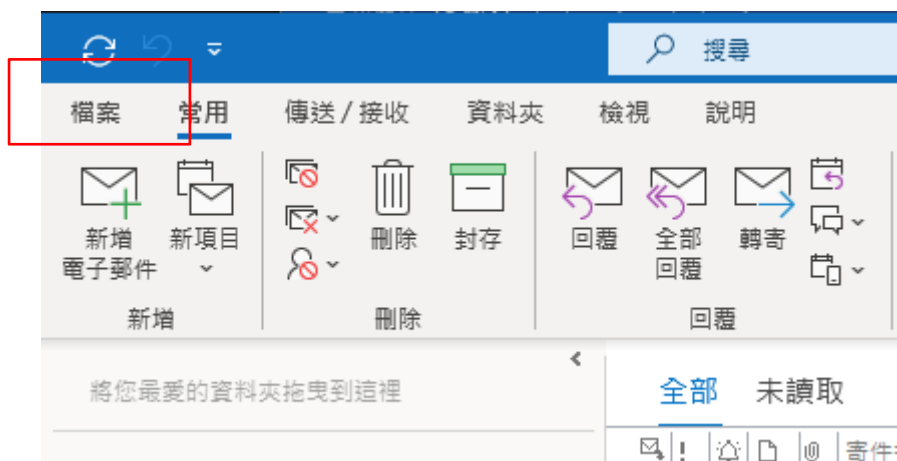 搜尋
檔案 常用 傳送 / 接收 資料夾 檢視 說明
新增
電子郵件
新項目
刪除
封存
回覆
全部
回覆
轉寄
新增 刪除 回覆
將您最愛的資料夾拖曳到這裡
全部 未讀取
寄件